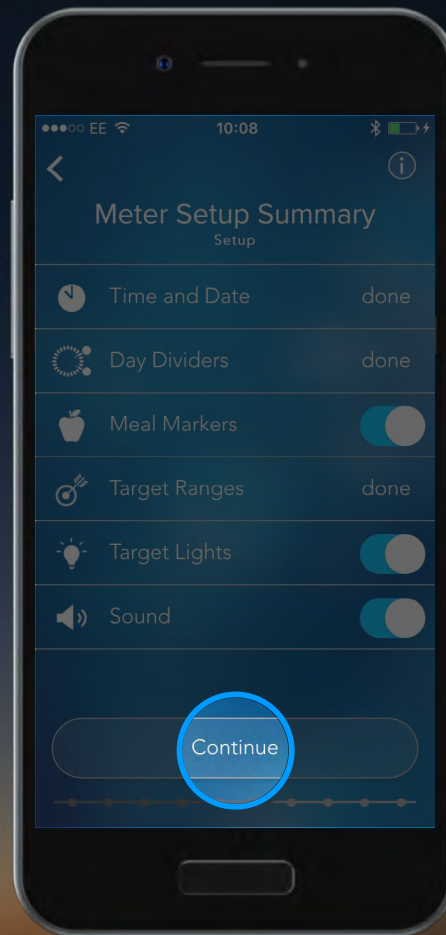 EE 10:08
Meter Setup Summary
Setup
Time and Date done
Day Dividers done
Meal Markers
Target Ranges done
Target Lights
Sound
Continue